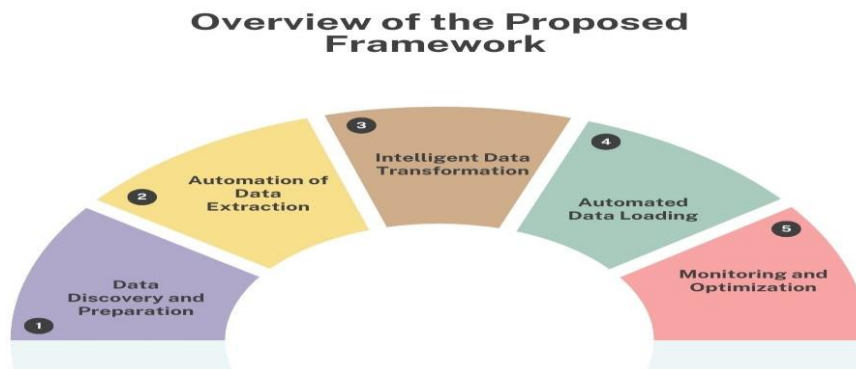 Overview of the Proposed
Framework
1
Data
Discovery and
Preparation
2
Automation of
Data
Extraction
3
Intelligent Data
Transformation
4
Automated
Data Loading
5
Monitoring and
Optimization